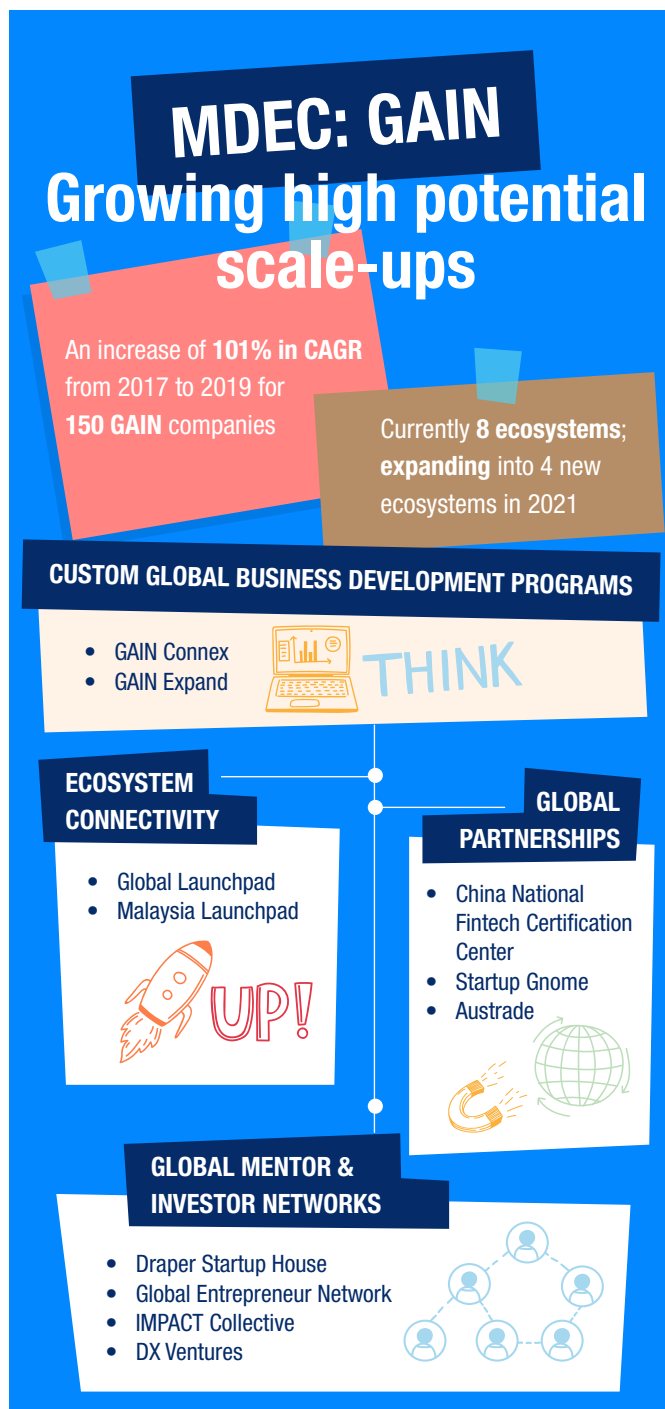 MDEC: GAIN
Growing high potential
scale-ups
An increase of 101% in CAGR
from 2017 to 2019 for
150 GAIN companies
Currently 8 ecosystems;
expanding into 4 new
ecosystems in 2021
CUSTOM GLOBAL BUSINESS DEVELOPMENT PROGRAMS
• GAIN Connex
• GAIN Expand
THINK
ECOSYSTEM
CONNECTIVITY
• Global Launchpad
• Malaysia Launchpad
UP!
GLOBAL
PARTNERSHIPS
• China National
Fintech Certification
Center
• Startup Gnome
• Austrade
GLOBAL MENTOR &
INVESTOR NETWORKS
• Draper Startup House
• Global Entrepreneur Network
• IMPACT Collective
• DX Ventures